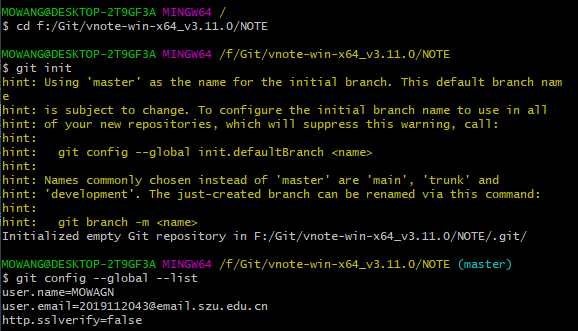 MOWANG@DESKTOP-2T9GF3A MINGW64 /
$ cd f:/Git/vnote-win-x64_v3.11.0/NOTE
MOWANG@DESKTOP-2T9GF3A MINGW64 /f/Git/vnote-win-x64_v3.11.0/NOTE
$ git init
hint: Using 'master' as the name for the initial branch. This default branch nam
e
hint: is subject to change. To configure the initial branch name to use in all
hint: of your new repositories, which will suppress this warning, call:
hint:
hint:   git config --global init.defaultBranch <name>
hint:
hint: Names commonly chosen instead of 'master' are 'main', 'trunk' and
hint: 'development'. The just-created branch can be renamed via this command:
hint:
hint:   git branch -m <name>
Initialized empty Git repository in F:/Git/vnote-win-x64_v3.11.0/NOTE/.git/
MOWANG@DESKTOP-2T9GF3A MINGW64 /f/Git/vnote-win-x64_v3.11.0/NOTE (master)
$ git config --global --list
user.name=MOWAGN
user.email=2019112043@email.szu.edu.cn
http.sslverify=false